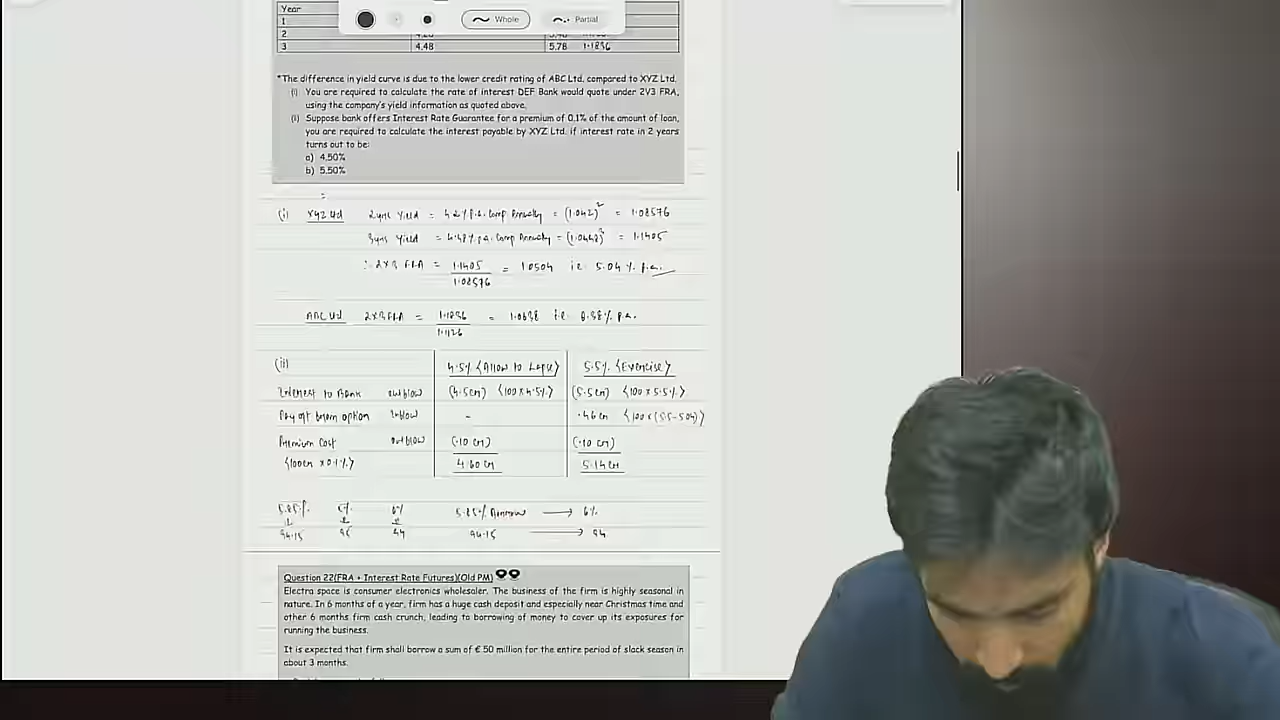 Whole Partial
Year
1
2
3 4.48 5.78 1.1836
*The difference in yield curve is due to the lower credit rating of ABC Ltd. compared to XYZ Ltd.
(i) You are required to calculate the rate of interest DEF Bank would quote under 2V3 FRA, using the company's yield information as quoted above.
(i) Suppose bank offers Interest Rate Guarantee for a premium of 0.1% of the amount of loan, you are required to calculate the interest payable by XYZ Ltd. if interest rate in 2 years turns out to be:
a) 4.50%
b) 5.50%
(i) XYZ Ltd 2yrs Yield = 4.2% p.a. Comp Annually = (1.042)² = 1.08576
3yrs Yield = 4.48% p.a. Comp Annually = (1.0448)³ = 1.1405
∴ 2×3 FRA = 1.1405 / 1.08576 = 1.0504 i.e. 5.04% p.a.
ABC Ltd 2×3 FRA = 1.1836 / 1.1126 = 1.0638 i.e. 6.38% p.a.
(ii) 4.5% {Allow to Lapse} 5.5% {Exercise}
Interest to Bank outflow (4.5cr) {100 × 4.5%} (5.5cr) {100 × 5.5%}
Pay off from option Inflow - .46cr {100 × (5.5-5.04)}
Premium Cost outflow (.10 cr) (.10 cr)
{100cr × 0.1%} 4.60 cr 5.14 cr
5.85% 5% 6% 5.85% Borrow → 6%
94.15 95 94 94.15 → 94
Question 22(FRA + Interest Rate Futures)(Old PM)
Electra space is consumer electronics wholesaler. The business of the firm is highly seasonal in nature. In 6 months of a year, firm has a huge cash deposit and especially near Christmas time and other 6 months firm cash crunch, leading to borrowing of money to cover up its exposures for running the business.
It is expected that firm shall borrow a sum of € 50 million for the entire period of slack season in about 3 months.